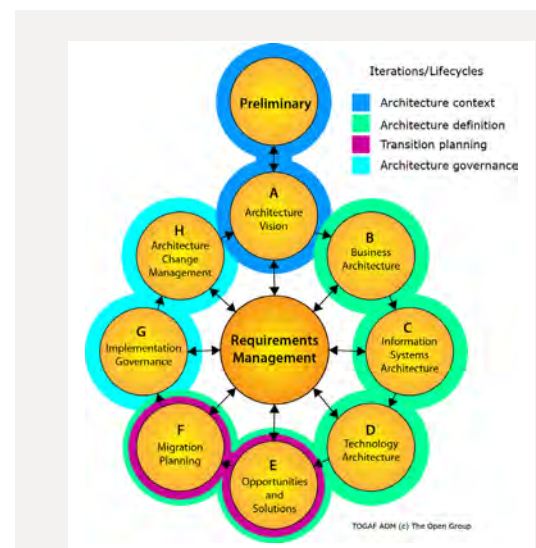 Preliminary
Iterations/Lifecycles
Architecture context
Architecture definition
Transition planning
Architecture governance
A
Architecture
Vision
H
Architecture
Change
Management
B
Business
Architecture
G
Implementation
Governance
Requirements
Management
C
Information
Systems
Architecture
F
Migration
Planning
D
Technology
Architecture
E
Opportunities
and
Solutions
TOGAF ADM (c) The Open Group